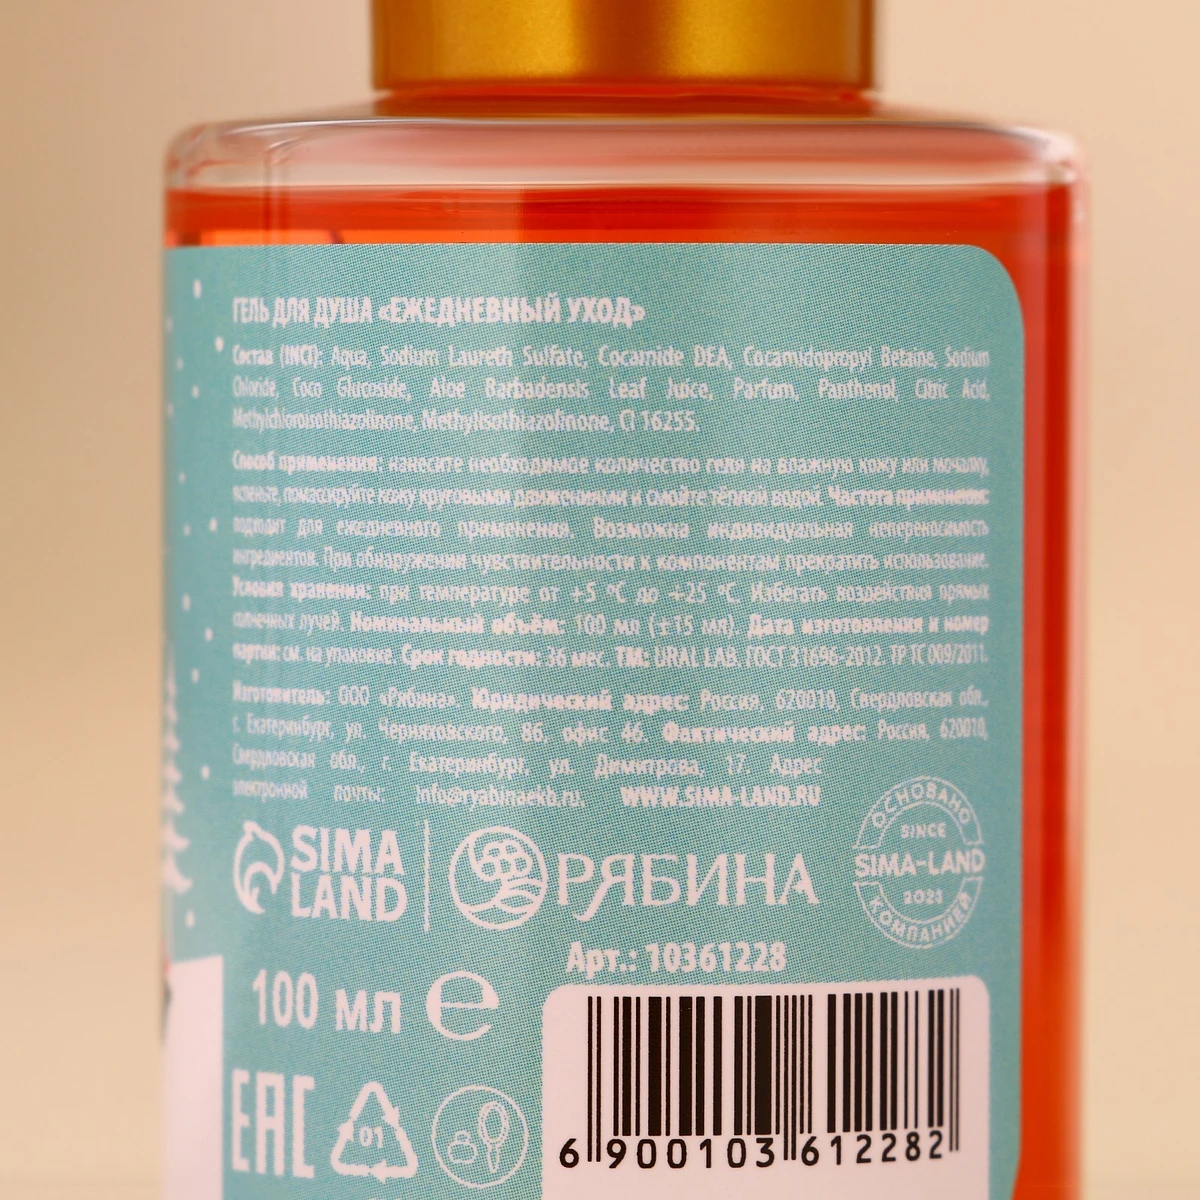 ГЕЛЬ ДЛЯ ДУША «ЕЖЕДНЕВНЫЙ УХОД»
Состав (INCI): Aqua, Sodium Laureth Sulfate, Cocamide DEA, Cocamidopropyl Betaine, Sodium
Chloride, Coco Glucoside, Aloe Barbadensis Leaf Juice, Parfum, Panthenol, Citric Acid,
Methylchloroisothiazolinone, Methylisothiazolinone, CI 16255.
Способ применения: нанесите необходимое количество геля на влажную кожу или мочалку,
вспеньте, помассируйте кожу круговыми движениями и смойте тёплой водой. Частота применения:
подходит для ежедневного применения. Возможна индивидуальная непереносимость
ингредиентов. При обнаружении чувствительности к компонентам прекратить использование.
Условия хранения: при температуре от +5 °C до +25 °C. Избегать воздействия прямых
солнечных лучей. Номинальный объём: 100 мл (±15 мл). Дата изготовления и номер
партии: см. на упаковке. Срок годности: 36 мес. ТМ: URAL LAB. ГОСТ 31696-2012. ТР ТС 009/2011.
Изготовитель: ООО «Рябина». Юридический адрес: Россия, 620010, Свердловская обл.,
г. Екатеринбург, ул. Черняховского, 86, офис 46. Фактический адрес: Россия, 620010,
Свердловская обл., г. Екатеринбург, ул. Димитрова, 17. Адрес
электронной почты: info@ryabinaekb.ru. WWW.SIMA-LAND.RU
SIMA
LAND
РЯБИНА
ОСНОВАНО
SINCE
SIMA-LAND
2021
КОМПАНИЕЙ
Арт.: 10361228
100 мл e
EAC
01
6 900103 612282